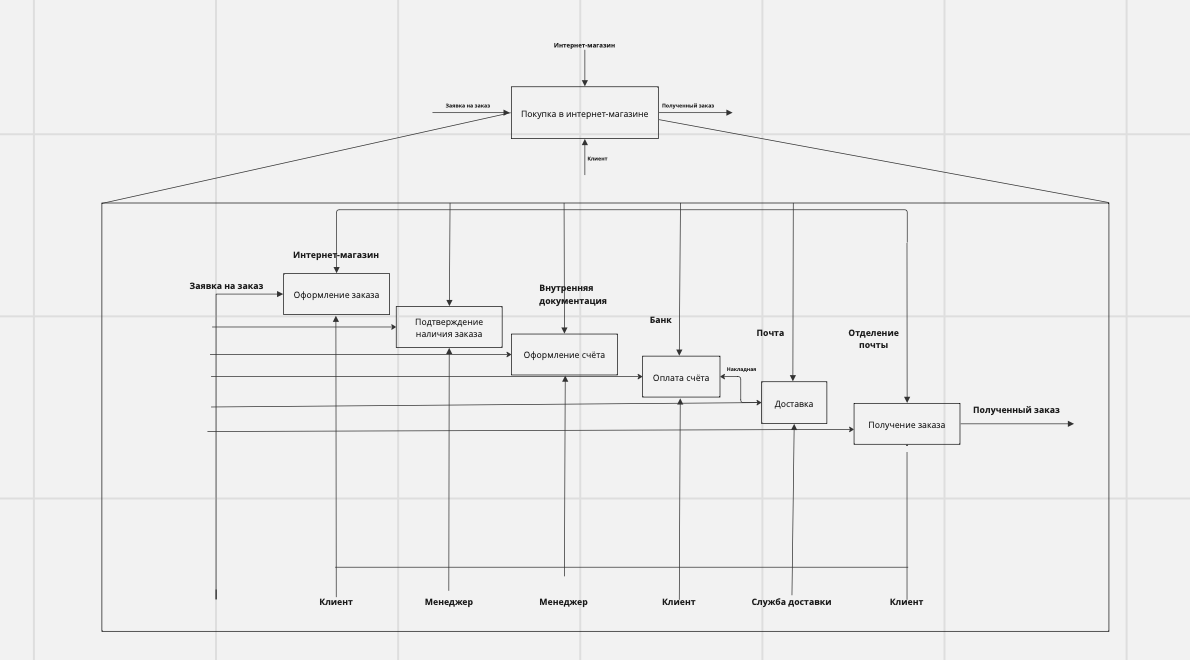 Интернет-магазин
Заявка на заказ
Полученный заказ
Покупка в интернет-магазине
Клиент
Интернет-магазин
Заявка на заказ
Оформление заказа
Внутренняя
документация
Подтверждение
наличия заказа
Банк
Почта
Отделение
почты
Оформление счёта
Накладная
Оплата счёта
Доставка
Полученный заказ
Получение заказа
Клиент
Менеджер
Менеджер
Клиент
Служба доставки
Клиент